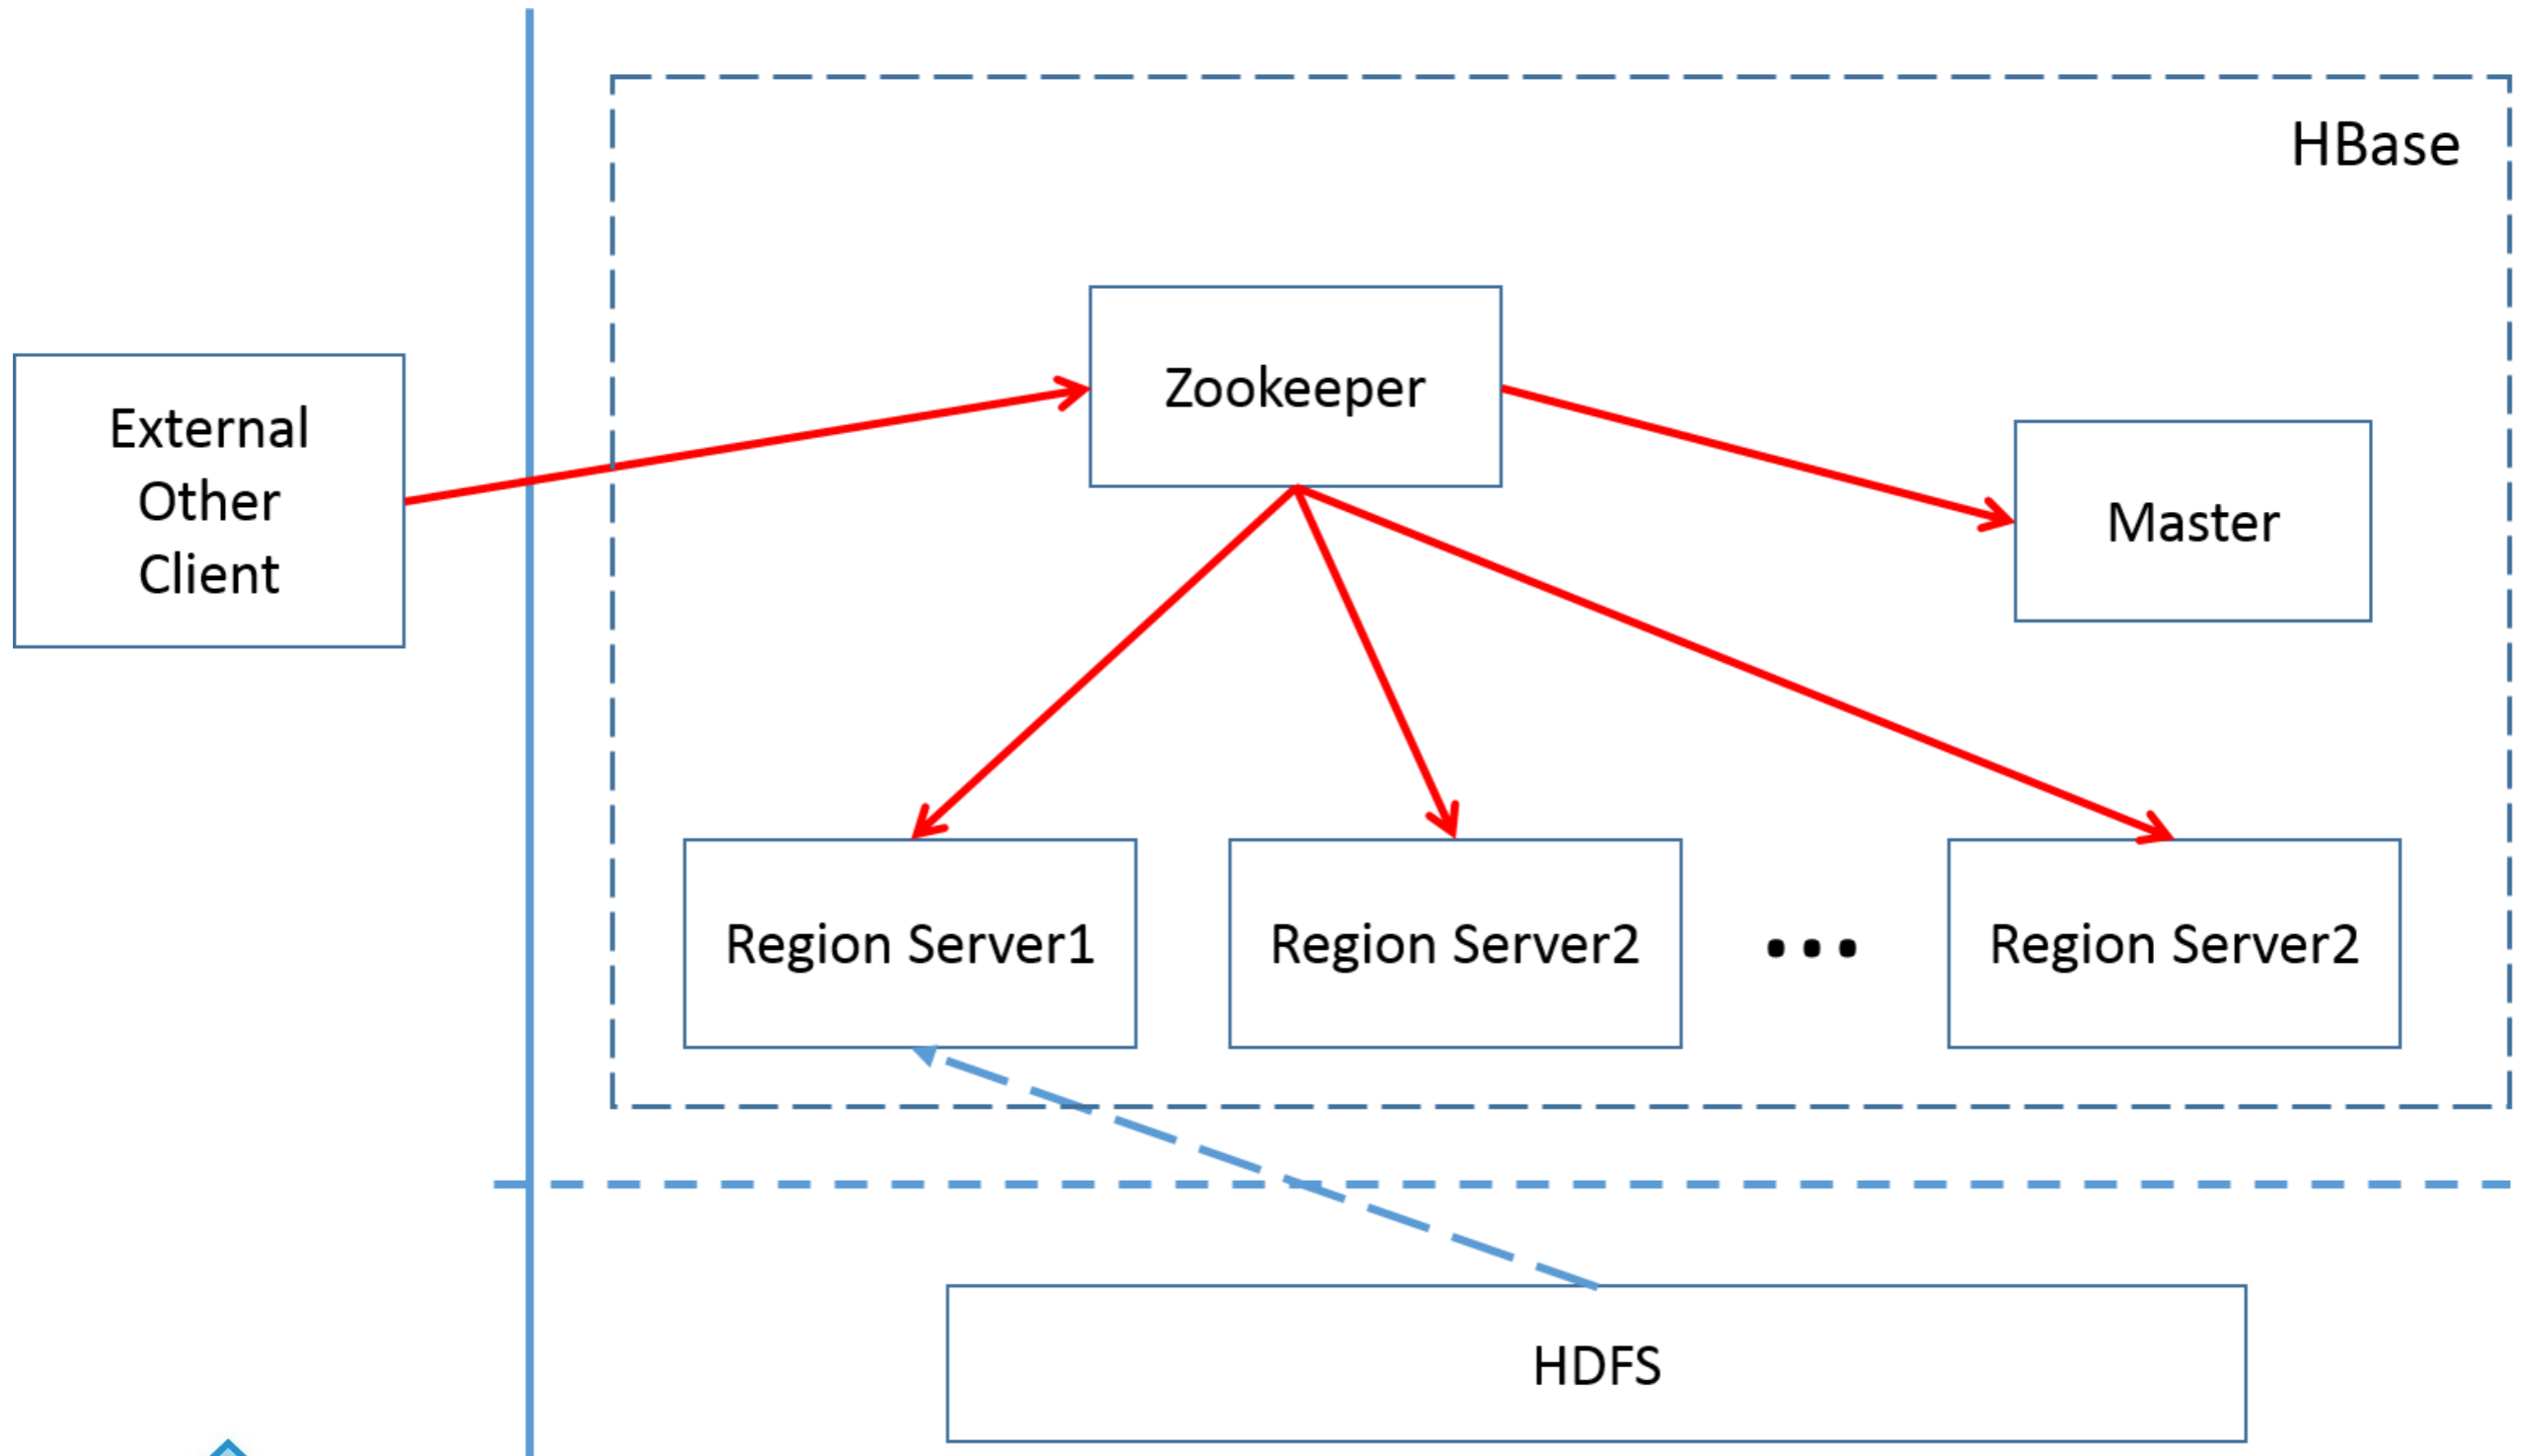 HBase
Zookeeper
External
Other
Client
Master
Region Server1
Region Server2
...
Region Server2
HDFS